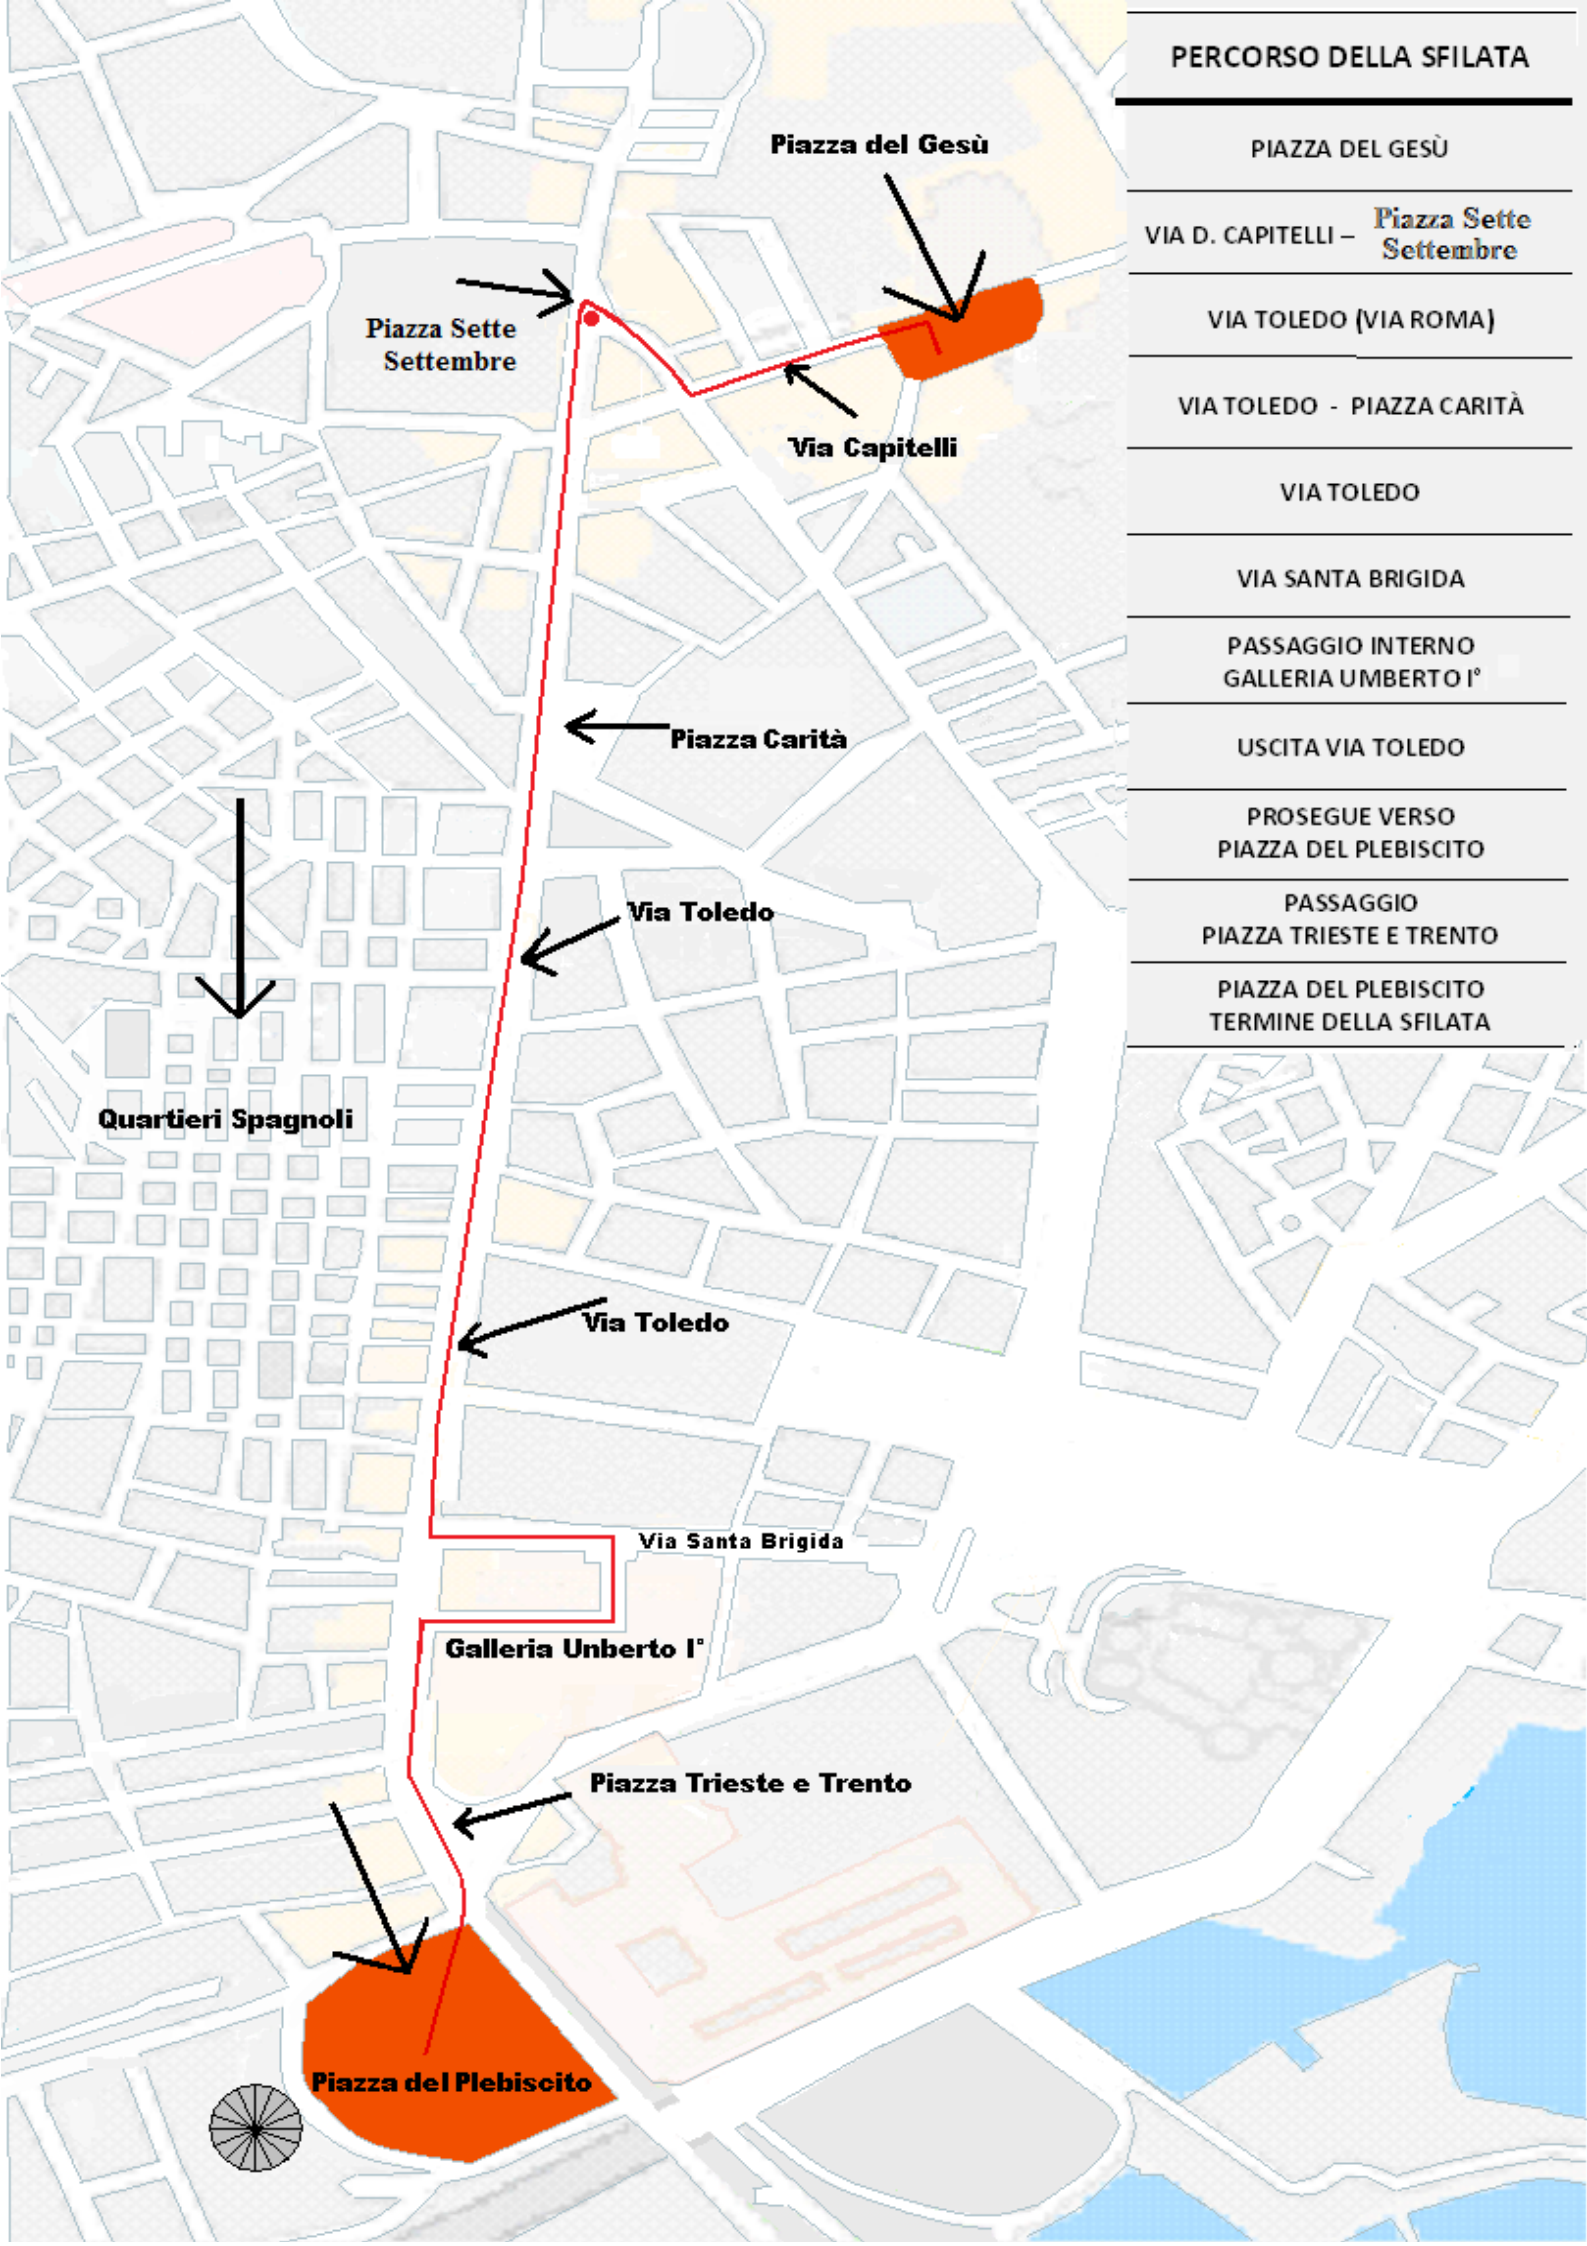 PERCORSO DELLA SFILATA
PIAZZA DEL GESÙ
VIA D. CAPITELLI – Piazza Sette
Settembre
VIA TOLEDO (VIA ROMA)
VIA TOLEDO - PIAZZA CARITÀ
VIA TOLEDO
VIA SANTA BRIGIDA
PASSAGGIO INTERNO
GALLERIA UMBERTO I°
USCITA VIA TOLEDO
PROSEGUE VERSO
PIAZZA DEL PLEBISCITO
PASSAGGIO
PIAZZA TRIESTE E TRENTO
PIAZZA DEL PLEBISCITO
TERMINE DELLA SFILATA
Piazza del Gesù
Piazza Sette
Settembre
Via Capitelli
Piazza Carità
Via Toledo
Quartieri Spagnoli
Via Toledo
Via Santa Brigida
Galleria Unberto I°
Piazza Trieste e Trento
Piazza del Plebiscito